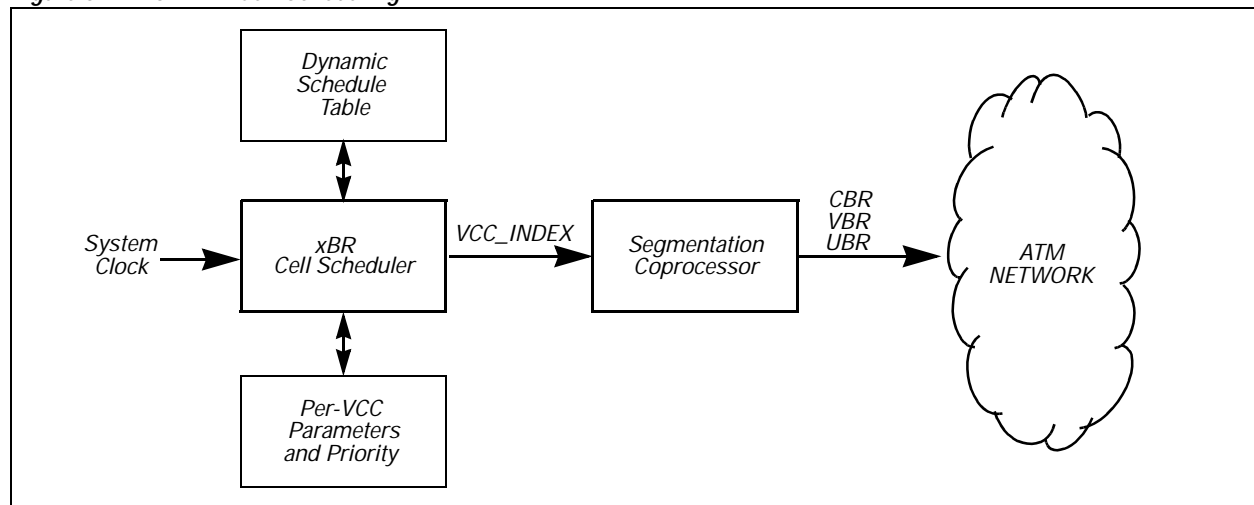 Dynamic
Schedule
Table
System
Clock
xBR
Cell Scheduler
VCC_INDEX
Segmentation
Coprocessor
CBR
VBR
UBR
ATM
NETWORK
Per-VCC
Parameters
and Priority